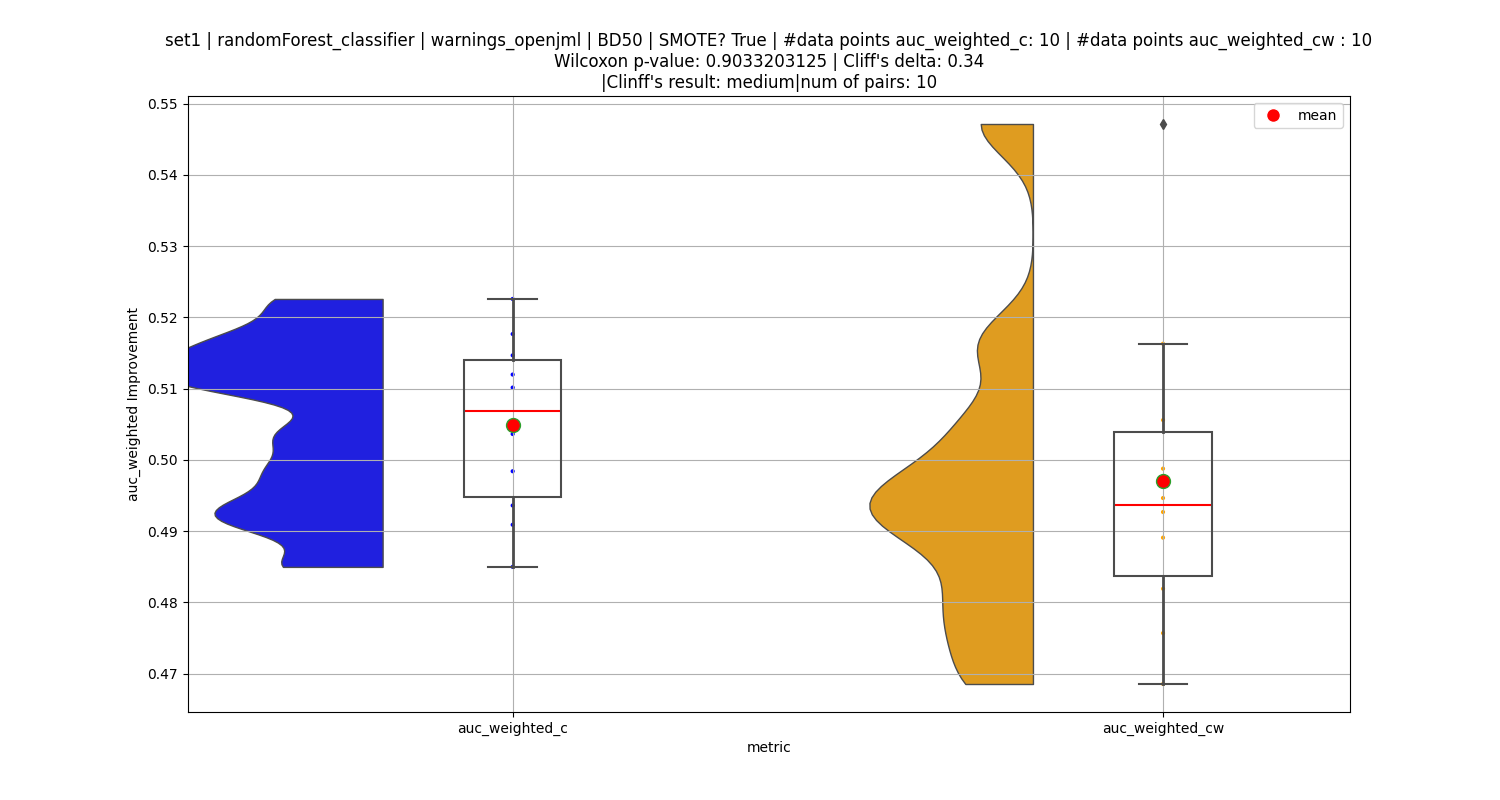 set1 | randomForest_classifier | warnings_openjml | BD50 | SMOTE? True | #data points auc_weighted_c: 10 | #data points auc_weighted_cw : 10
Wilcoxon p-value: 0.9033203125 | Cliff's delta: 0.34
|Clinff's result: medium|num of pairs: 10
mean
0.55
0.54
0.53
0.52
0.51
0.50
0.49
0.48
0.47
auc_weighted Improvement
auc_weighted_c
auc_weighted_cw
metric